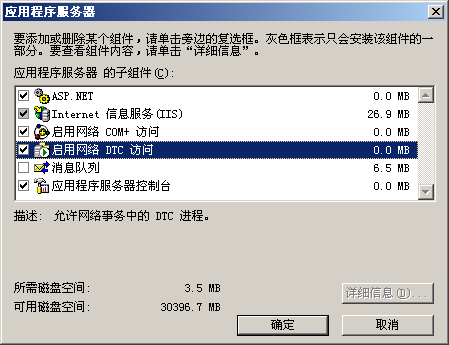 应用程序服务器
要添加或删除某个组件，请单击旁边的复选框。灰色框表示只会安装该组件的一
部分。要查看组件内容，请单击“详细信息”。
应用程序服务器 的子组件(C):
ASP.NET 0.0 MB
Internet 信息服务(IIS) 26.9 MB
启用网络 COM+ 访问 0.0 MB
启用网络 DTC 访问 0.0 MB
消息队列 6.5 MB
应用程序服务器控制台 0.0 MB
描述: 允许网络事务中的 DTC 进程。
所需磁盘空间: 3.5 MB
详细信息(D)...
可用磁盘空间: 30396.7 MB
确定 取消